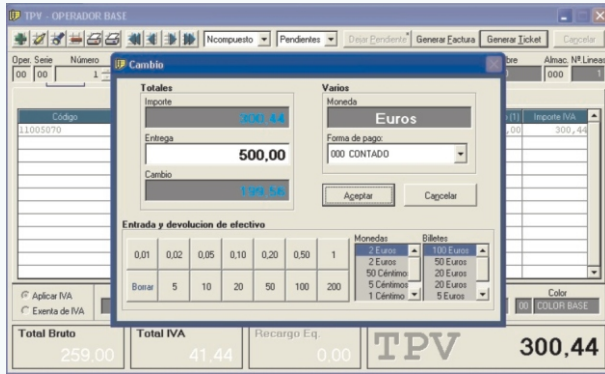 TPV - OPERADOR BASE
Ncompuesto Pendientes Dejar Pendiente Generar Factura Generar Ticket Cancelar
Oper. Serie Número Almac. Nª Lineas
00 00 1 000 1
Cambio
Totales Varios
Importe Moneda
300,44 Euros
Entrega Forma de pago:
500,00 000 CONTADO
Cambio
199,56 Aceptar Cancelar
Código Importe IVA
11005070 300,44
Entrada y devolucion de efectivo
Monedas Billetes
0,01 0,02 0,05 0,10 0,20 0,50 1
Borrar 5 10 20 50 100 200
2 Euros 100 Euros
2 Euros 50 Euros
50 Céntimo 20 Euros
5 Céntimos 20 Euros
1 Céntimo 5 Euros
Aplicar IVA Color
Exenta de IVA 00 COLOR BASE
Total Bruto Total IVA Recargo Eq.
259,00 41,44 0,00 TPV 300,44